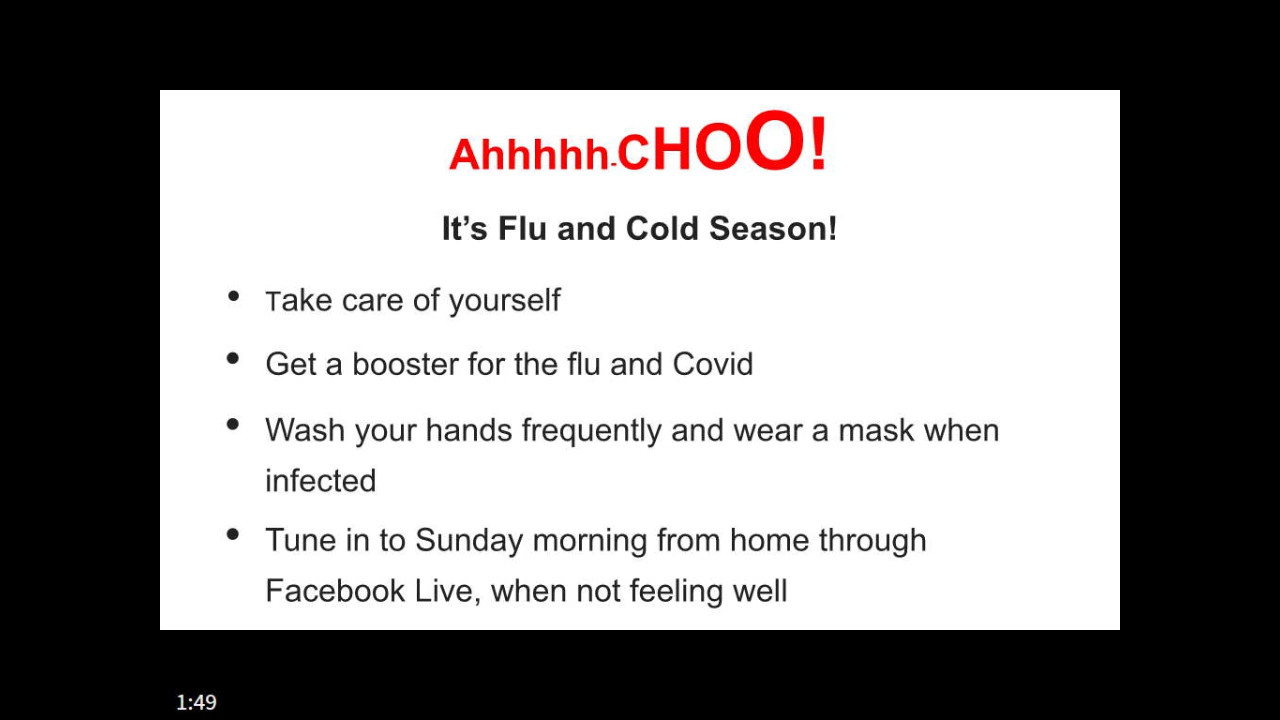 Ahhhhh-CHOO!
It’s Flu and Cold Season!
• Take care of yourself
• Get a booster for the flu and Covid
• Wash your hands frequently and wear a mask when
infected
• Tune in to Sunday morning from home through
Facebook Live, when not feeling well
1:49